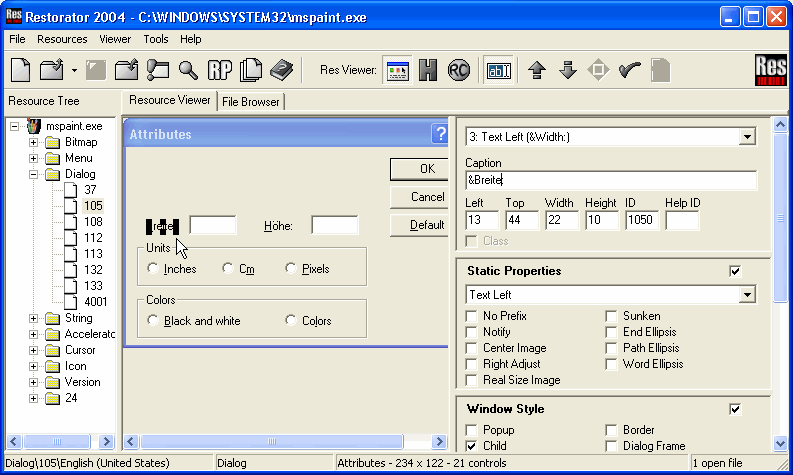 Restorator 2004 - C:\WINDOWS\SYSTEM32\mspaint.exe
File Resources Viewer Tools Help
RP Res Viewer: H RC ab Res
Resource Tree
Resource Viewer File Browser
mspaint.exe
Bitmap
Menu
Dialog
37
105
108
112
113
132
133
4001
String
Accelerato
Cursor
Icon
Version
24
Attributes ?
OK
Cancel
Default
Höhe:
Units
Inches Cm Pixels
Colors
Black and white Colors
3: Text Left (&Width:)
Caption
&Breite
Left Top Width Height ID Help ID
13 44 22 10 1050
Class
Static Properties
Text Left
No Prefix Sunken
Notify End Ellipsis
Center Image Path Ellipsis
Right Adjust Word Ellipsis
Real Size Image
Window Style
Popup Border
Child Dialog Frame
Dialog\105\English (United States) Dialog Attributes - 234 x 122 - 21 controls 1 open file